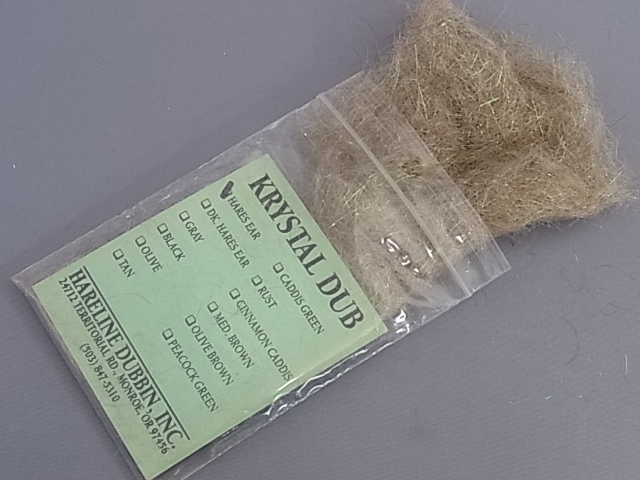 KRYSTAL DUB
HARES EAR
DK. HARES EAR
GRAY
BLACK
OLIVE
TAN
CADDIS GREEN
RUST
CINNAMON CADDIS
MED. BROWN
OLIVE BROWN
PEACOCK GREEN
HARELINE DUBBIN, INC.
24712 TERRITORIAL RD., MONROE, OR 97456
(503) 847-5310